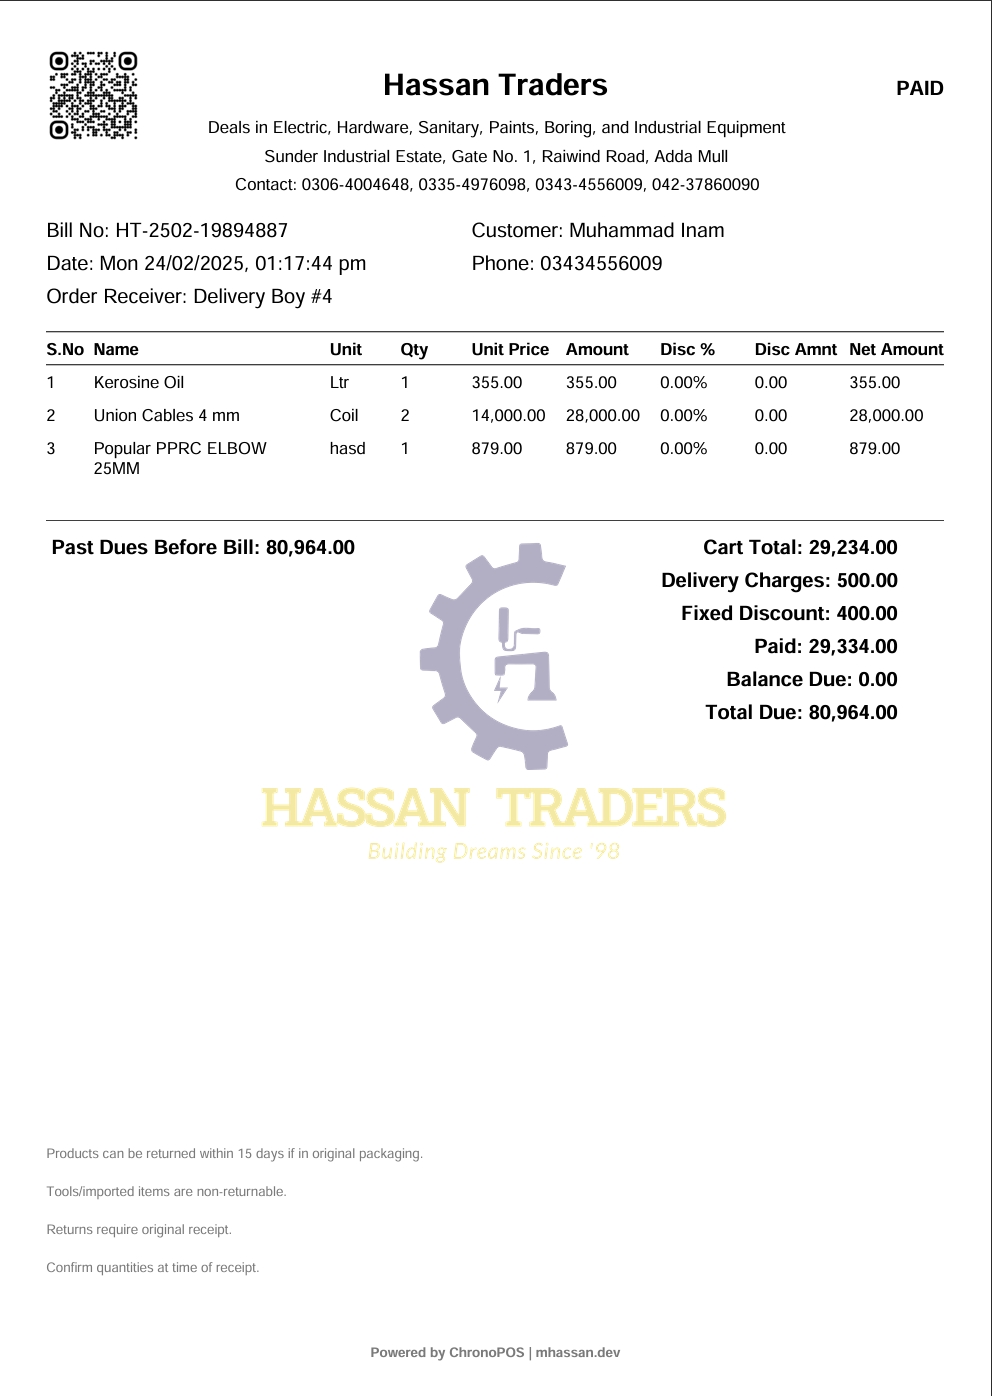 Hassan Traders
PAID
Deals in Electric, Hardware, Sanitary, Paints, Boring, and Industrial Equipment
Sunder Industrial Estate, Gate No. 1, Raiwind Road, Adda Mull
Contact: 0306-4004648, 0335-4976098, 0343-4556009, 042-37860090
Bill No: HT-2502-19894887 Customer: Muhammad Inam
Date: Mon 24/02/2025, 01:17:44 pm Phone: 03434556009
Order Receiver: Delivery Boy #4
S.No Name Unit Qty Unit Price Amount Disc % Disc Amnt Net Amount
1 Kerosine Oil Ltr 1 355.00 355.00 0.00% 0.00 355.00
2 Union Cables 4 mm Coil 2 14,000.00 28,000.00 0.00% 0.00 28,000.00
3 Popular PPRC ELBOW hasd 1 879.00 879.00 0.00% 0.00 879.00
25MM
Past Dues Before Bill: 80,964.00 Cart Total: 29,234.00
Delivery Charges: 500.00
Fixed Discount: 400.00
Paid: 29,334.00
Balance Due: 0.00
Total Due: 80,964.00
HASSAN TRADERS
Building Dreams Since '98
Products can be returned within 15 days if in original packaging.
Tools/imported items are non-returnable.
Returns require original receipt.
Confirm quantities at time of receipt.
Powered by ChronoPOS | mhassan.dev